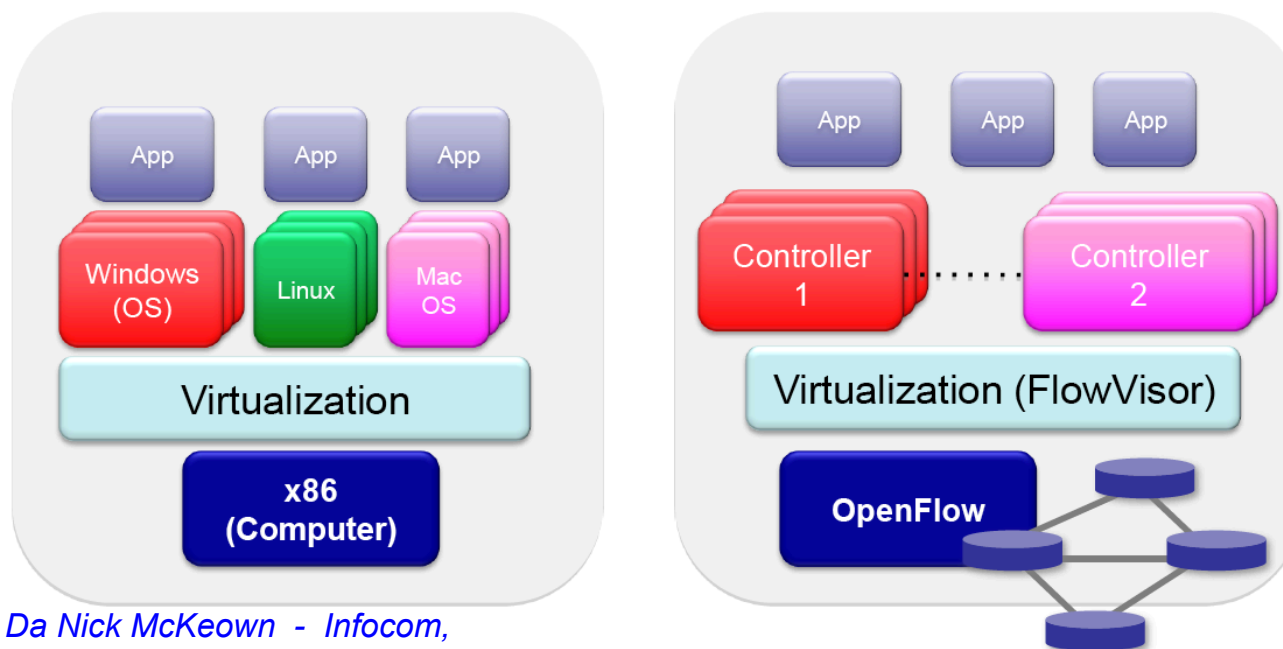 App
App
App
Windows
(OS)
Linux
Mac
OS
Virtualization
x86
(Computer)
App
App
App
Controller
1
Controller
2
Virtualization (FlowVisor)
OpenFlow
Da Nick McKeown - Infocom,